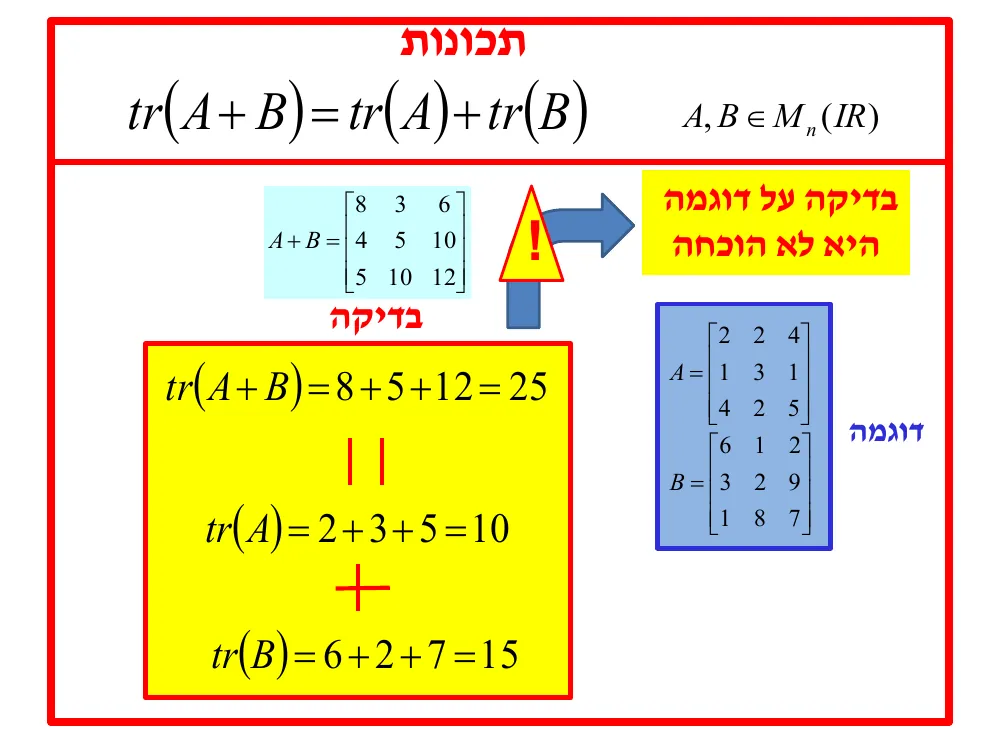 תכונות
tr(A + B) = tr(A) + tr(B)
A, B ∈ M_n (IR)
A + B = [8 3 6
4 5 10
5 10 12]
!
בדיקה על דוגמה
היא לא הוכחה
בדיקה
tr(A + B) = 8 + 5 + 12 = 25
=
tr(A) = 2 + 3 + 5 = 10
+
tr(B) = 6 + 2 + 7 = 15
A = [2 2 4
1 3 1
4 2 5]
B = [6 1 2
3 2 9
1 8 7]
דוגמה